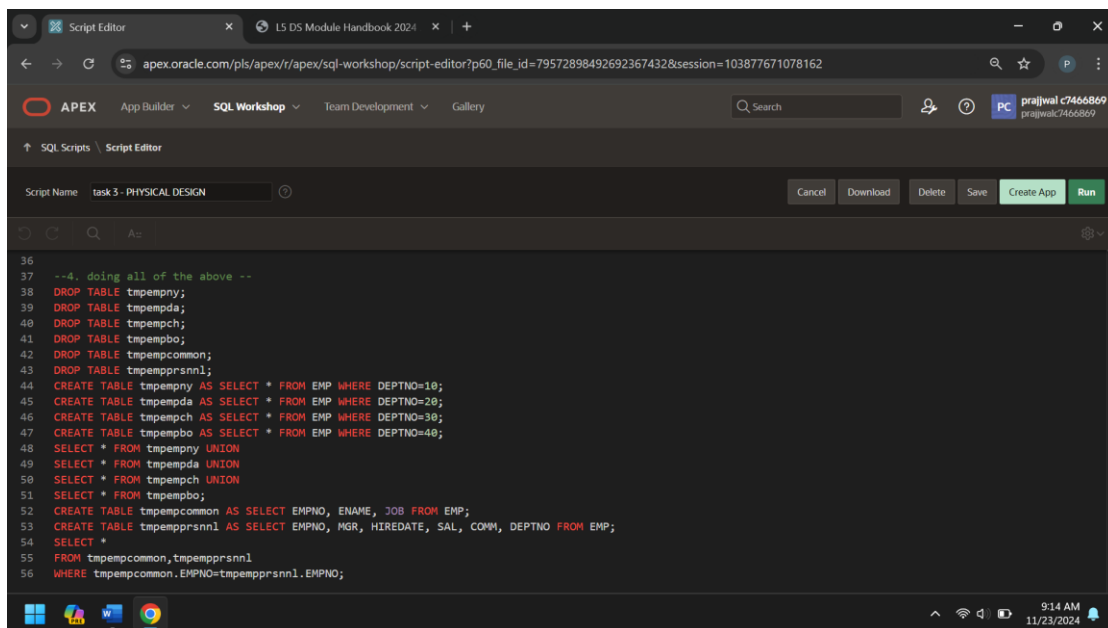 Script Editor
L5 DS Module Handbook 2024
apex.oracle.com/pls/apex/r/apex/sql-workshop/script-editor?p60_file_id=79572898492692367432&session=103877671078162
P
APEX App Builder SQL Workshop Team Development Gallery Search PC prajjwal c7466869
prajjwalc7466869
SQL Scripts \ Script Editor
Script Name task 3 - PHYSICAL DESIGN Cancel Download Delete Save Create App Run
36
37 --4. doing all of the above --
38 DROP TABLE tmpempny;
39 DROP TABLE tmpempda;
40 DROP TABLE tmpempch;
41 DROP TABLE tmpempbo;
42 DROP TABLE tmpempcommon;
43 DROP TABLE tmpempprsnnl;
44 CREATE TABLE tmpempny AS SELECT * FROM EMP WHERE DEPTNO=10;
45 CREATE TABLE tmpempda AS SELECT * FROM EMP WHERE DEPTNO=20;
46 CREATE TABLE tmpempch AS SELECT * FROM EMP WHERE DEPTNO=30;
47 CREATE TABLE tmpempbo AS SELECT * FROM EMP WHERE DEPTNO=40;
48 SELECT * FROM tmpempny UNION
49 SELECT * FROM tmpempda UNION
50 SELECT * FROM tmpempch UNION
51 SELECT * FROM tmpempbo;
52 CREATE TABLE tmpempcommon AS SELECT EMPNO, ENAME, JOB FROM EMP;
53 CREATE TABLE tmpempprsnnl AS SELECT EMPNO, MGR, HIREDATE, SAL, COMM, DEPTNO FROM EMP;
54 SELECT *
55 FROM tmpempcommon,tmpempprsnnl
56 WHERE tmpempcommon.EMPNO=tmpempprsnnl.EMPNO;
PRE W 9:14 AM
11/23/2024